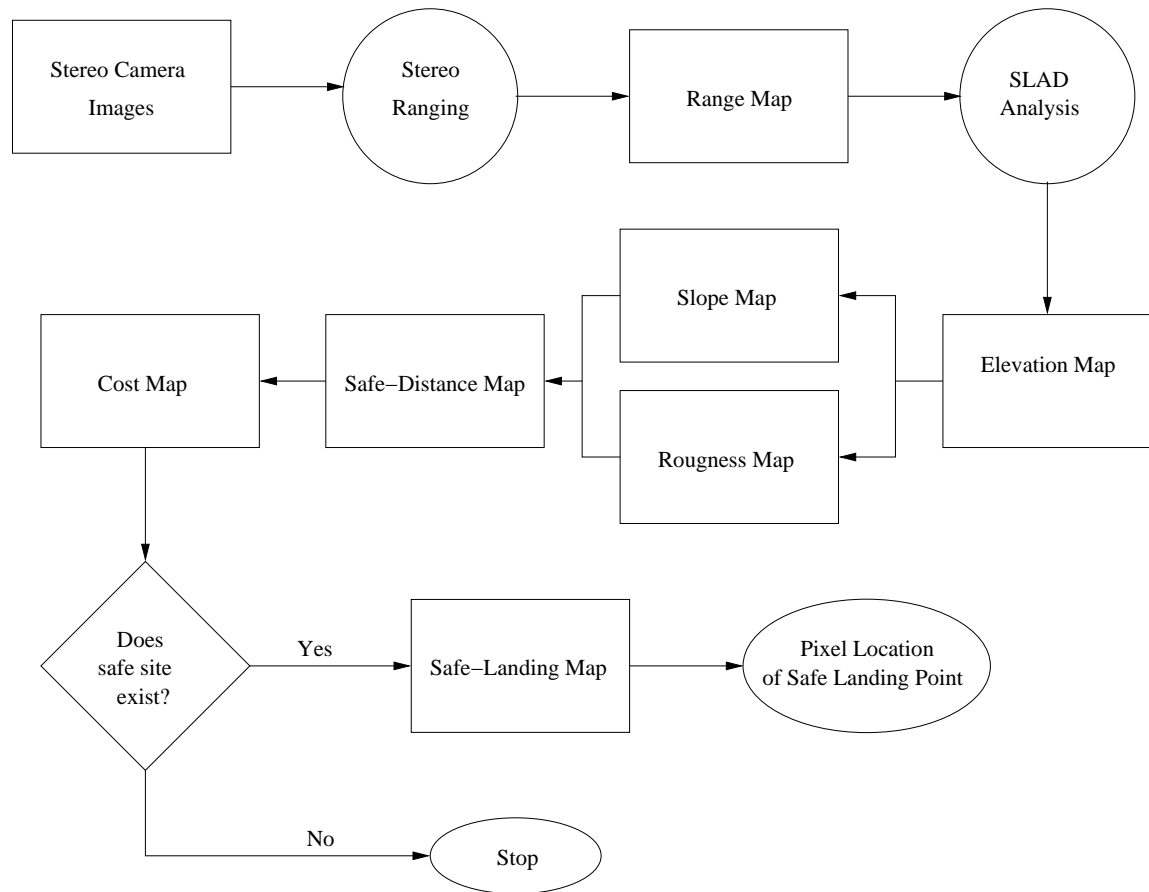 Stereo Camera
Images
Stereo
Ranging
Range Map
SLAD
Analysis
Slope Map
Elevation Map
Cost Map
Safe−Distance Map
Rougness Map
Does
safe site
exist?
Yes
Safe−Landing Map
Pixel Location
of Safe Landing Point
No
Stop